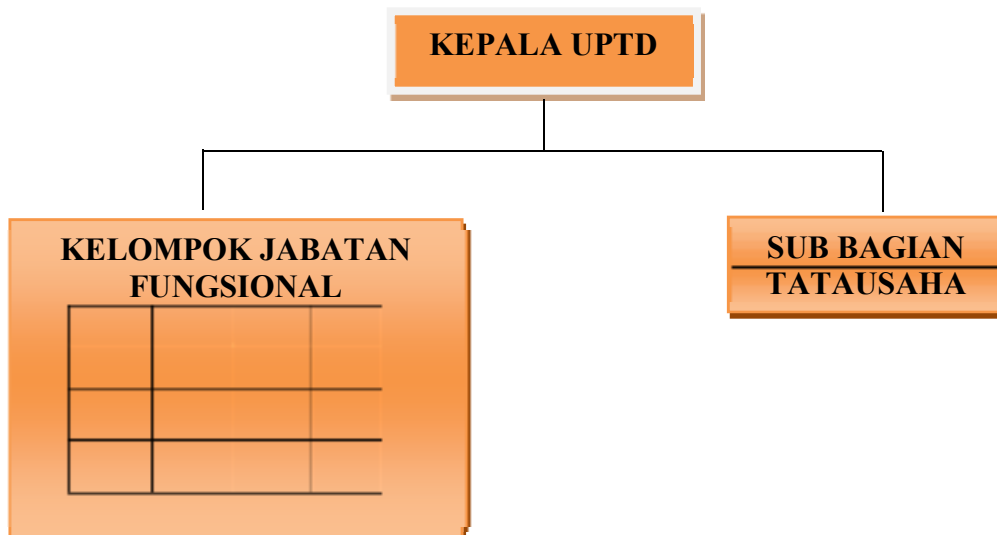 KEPALA UPTD
KELOMPOK JABATAN
FUNGSIONAL
SUB BAGIAN
TATAUSAHA